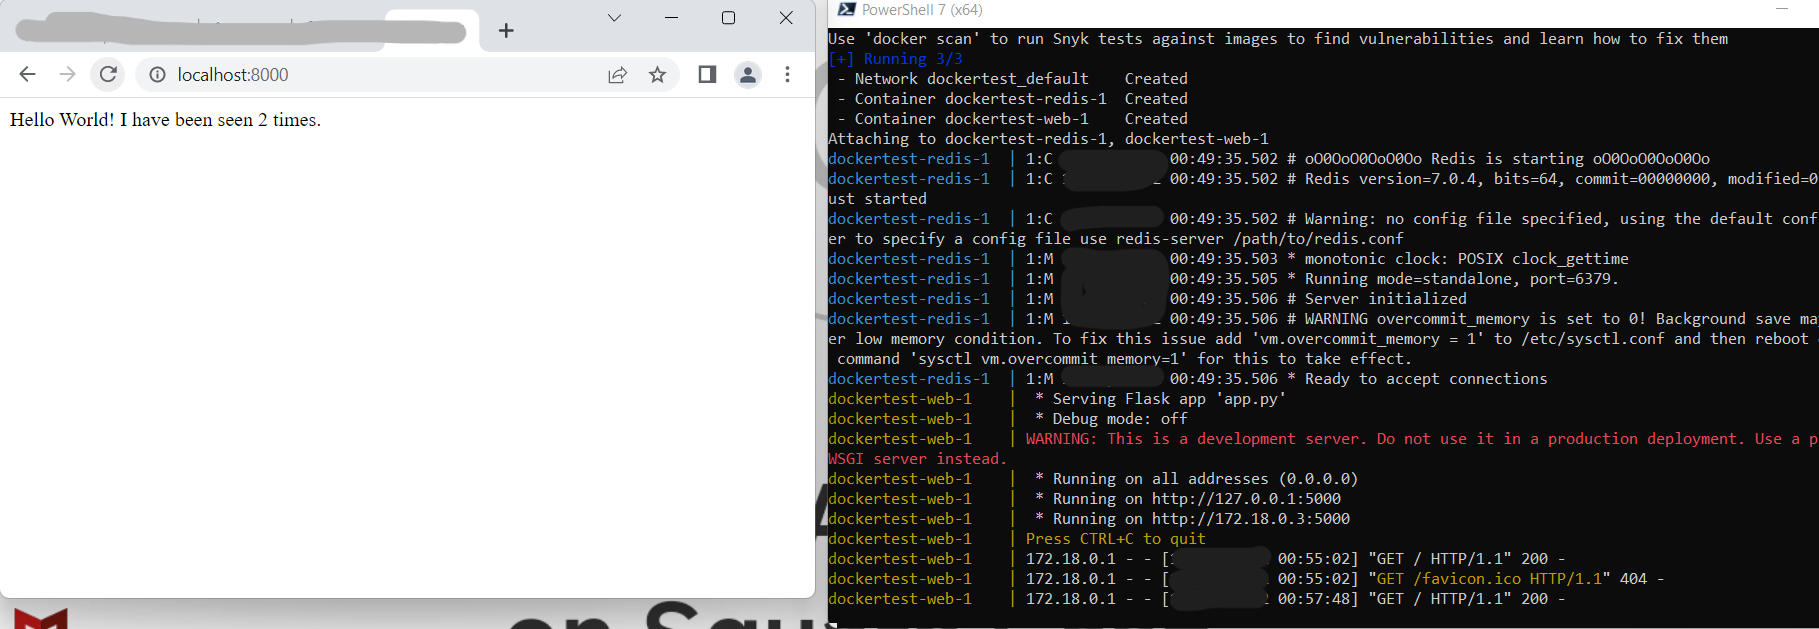 localhost:8000
Hello World! I have been seen 2 times.
PowerShell 7 (x64)
Use 'docker scan' to run Snyk tests against images to find vulnerabilities and learn how to fix them
[+] Running 3/3
- Network dockertest_default    Created
- Container dockertest-redis-1  Created
- Container dockertest-web-1    Created
Attaching to dockertest-redis-1, dockertest-web-1
dockertest-redis-1  | 1:C 00:49:35.502 # oO0OoO0OoO0Oo Redis is starting oO0OoO0OoO0Oo
dockertest-redis-1  | 1:C 00:49:35.502 # Redis version=7.0.4, bits=64, commit=00000000, modified=0
ust started
dockertest-redis-1  | 1:C 00:49:35.502 # Warning: no config file specified, using the default conf
er to specify a config file use redis-server /path/to/redis.conf
dockertest-redis-1  | 1:M 00:49:35.503 * monotonic clock: POSIX clock_gettime
dockertest-redis-1  | 1:M 00:49:35.505 * Running mode=standalone, port=6379.
dockertest-redis-1  | 1:M 00:49:35.506 # Server initialized
dockertest-redis-1  | 1:M 00:49:35.506 # WARNING overcommit_memory is set to 0! Background save ma
er low memory condition. To fix this issue add 'vm.overcommit_memory = 1' to /etc/sysctl.conf and then reboot
command 'sysctl vm.overcommit_memory=1' for this to take effect.
dockertest-redis-1  | 1:M 00:49:35.506 * Ready to accept connections
dockertest-web-1    |  * Serving Flask app 'app.py'
dockertest-web-1    |  * Debug mode: off
dockertest-web-1    | WARNING: This is a development server. Do not use it in a production deployment. Use a p
WSGI server instead.
dockertest-web-1    |  * Running on all addresses (0.0.0.0)
dockertest-web-1    |  * Running on http://127.0.0.1:5000
dockertest-web-1    |  * Running on http://172.18.0.3:5000
dockertest-web-1    | Press CTRL+C to quit
dockertest-web-1    | 172.18.0.1 - - [ 00:55:02] "GET / HTTP/1.1" 200 -
dockertest-web-1    | 172.18.0.1 - - [ 00:55:02] "GET /favicon.ico HTTP/1.1" 404 -
dockertest-web-1    | 172.18.0.1 - - [ 00:57:48] "GET / HTTP/1.1" 200 -